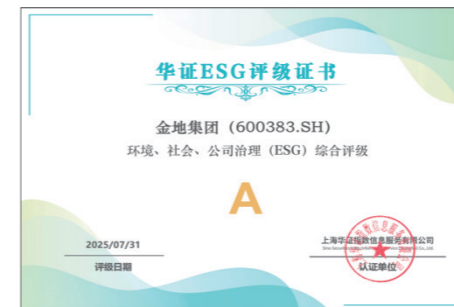 华证ESG评级证书
金地集团（600383.SH）
环境、社会、公司治理（ESG）综合评级
A
2025/07/31
评级日期
上海华证指数信息服务有限公司
认证单位